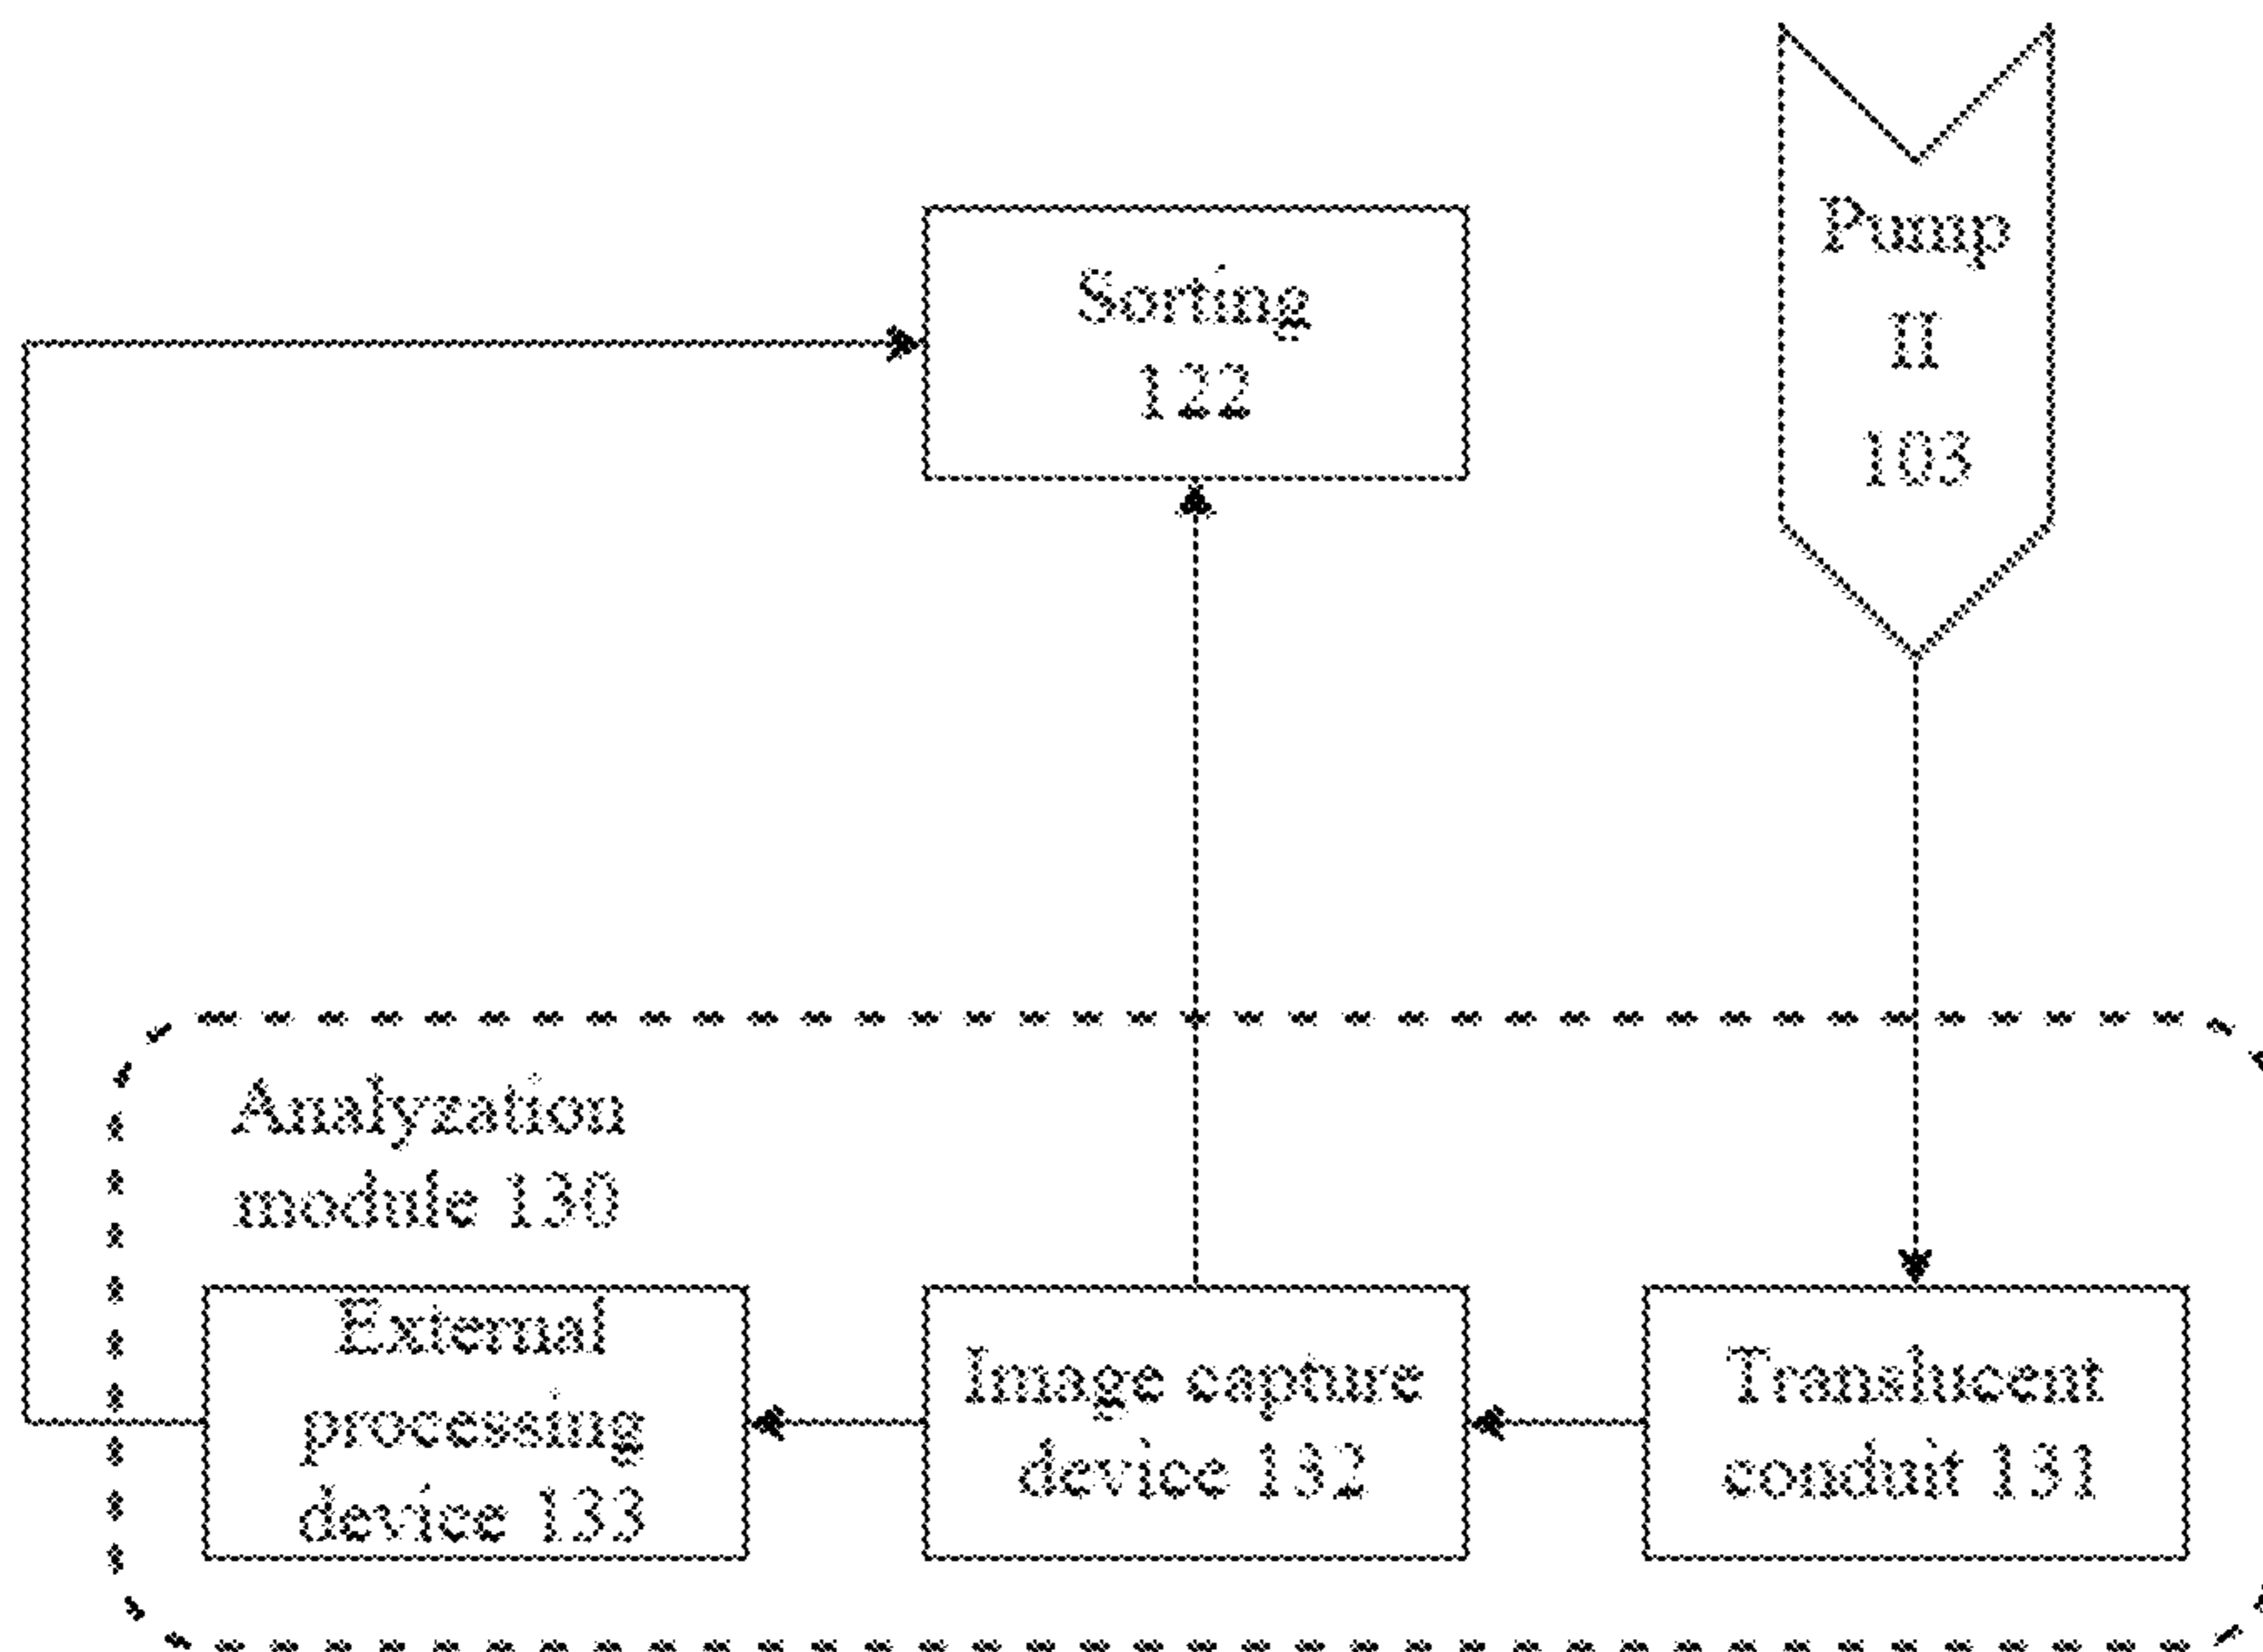 Pump
II
103
Sorting
122
Analyzation
module 130
External
processing
device 133
Image capture
device 132
Translucent
conduit 131